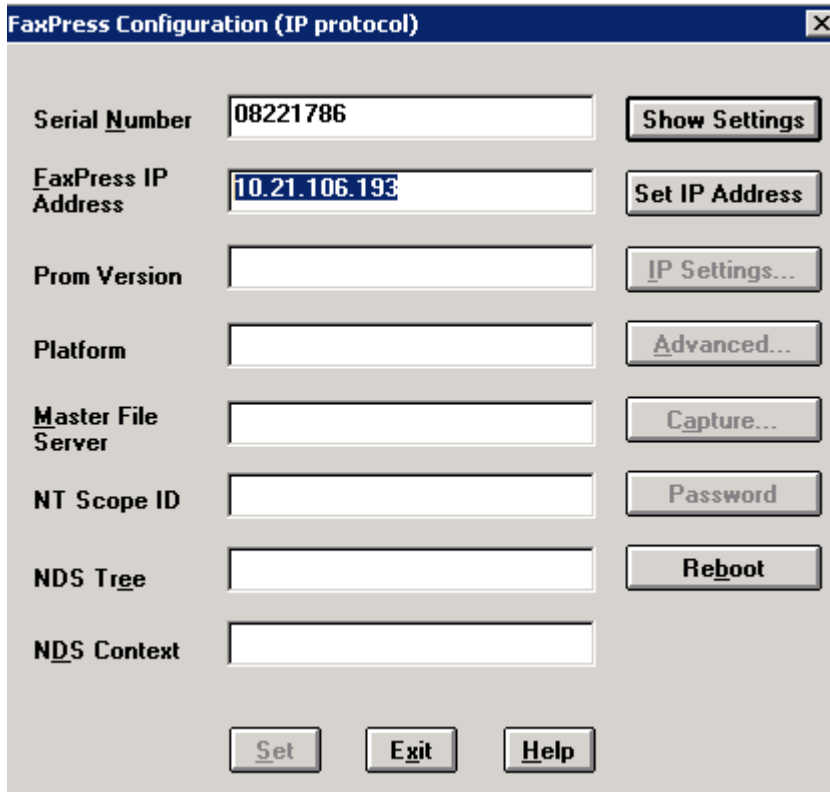 FaxPress Configuration (IP protocol)
Serial Number 08221786 Show Settings
FaxPress IP
Address 10.21.106.193 Set IP Address
Prom Version IP Settings...
Platform Advanced...
Master File
Server Capture...
NT Scope ID Password
NDS Tree Reboot
NDS Context
Set Exit Help